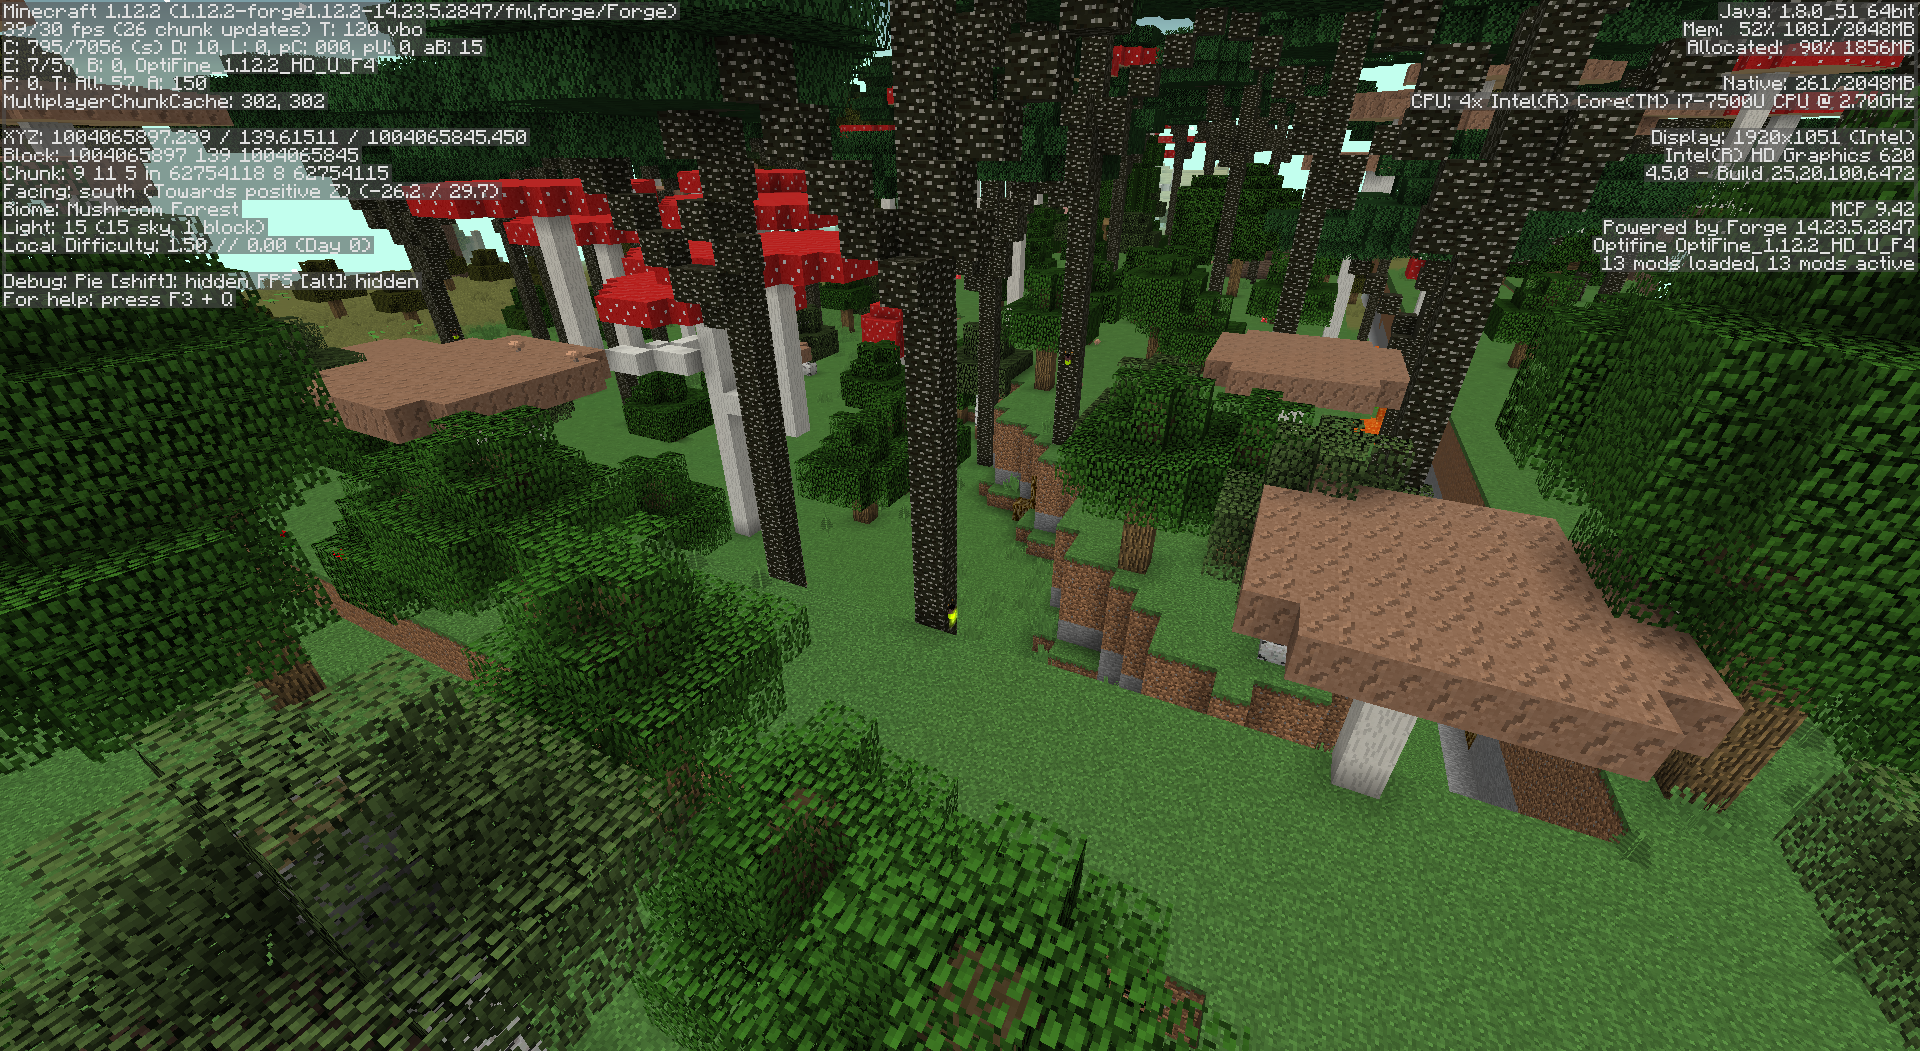 Minecraft 1.12.2 (1.12.2-forge1.12.2-14.23.5.2847/fml,forge/Forge)
39/30 fps (26 chunk updates) T: 120 vbo
C: 795/7056 (s) D: 10, L: 0, pC: 000, pU: 0, aB: 15
E: 7/57, B: 0, OptiFine_1.12.2_HD_U_F4
P: 0. T: All: 57, A: 150
MultiplayerChunkCache: 302, 302
XYZ: 1004065897.239 / 139.61511 / 1004065845.450
Block: 1004065897 139 1004065845
Chunk: 9 11 5 in 62754118 8 62754115
Facing: south (Towards positive Z) (-26.2 / 29.7)
Biome: Mushroom Forest
Light: 15 (15 sky, 1 block)
Local Difficulty: 1.50 // 0.00 (Day 0)
Debug: Pie [shift]: hidden FPS [alt]: hidden
For help: press F3 + Q
Java: 1.8.0_51 64bit
Mem: 52% 1081/2048MB
Allocated: 90% 1856MB
Native: 261/2048MB
CPU: 4x Intel(R) Core(TM) i7-7500U CPU @ 2.70GHz
Display: 1920x1051 (Intel)
Intel(R) HD Graphics 620
4.5.0 - Build 25.20.100.6472
MCP 9.42
Powered by Forge 14.23.5.2847
Optifine OptiFine_1.12.2_HD_U_F4
13 mods loaded, 13 mods active